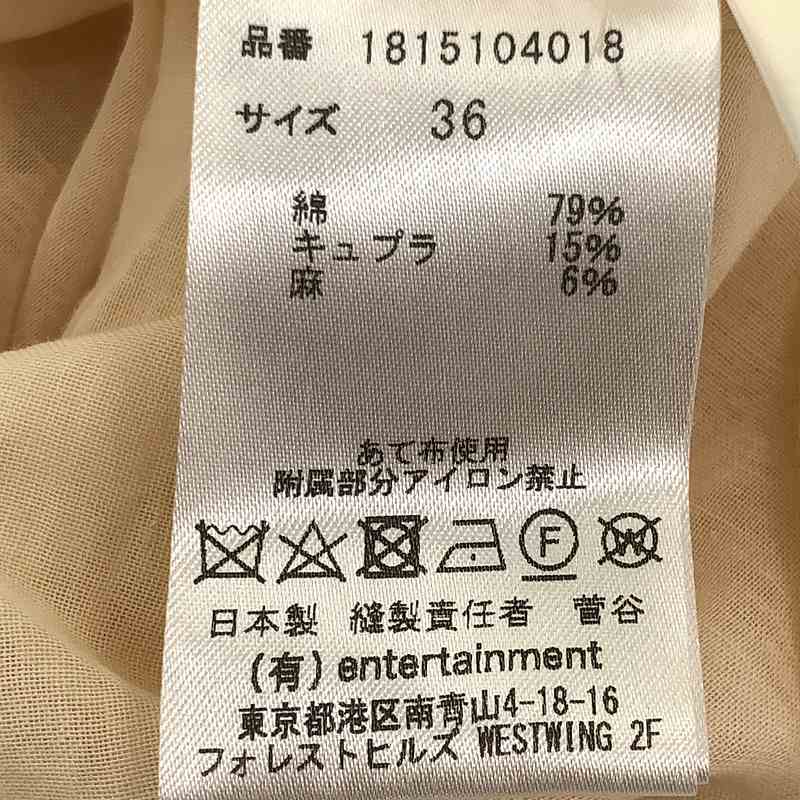 品番 1815104018
サイズ 36
綿 79%
キュプラ 15%
麻 6%
あて布使用
附属部分アイロン禁止
F W
日本製 縫製責任者 菅谷
(有) entertainment
東京都港区南青山4-18-16
フォレストヒルズ WESTWING 2F